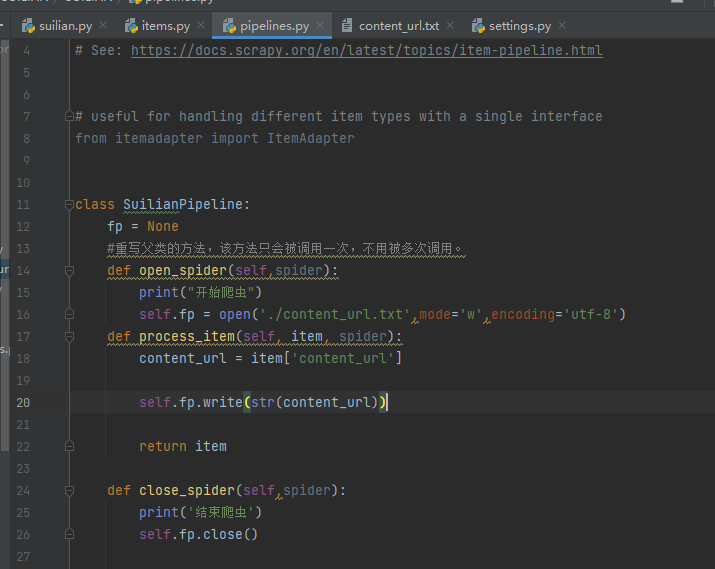 pipelines.py
suilian.py
items.py
pipelines.py
content_url.txt
settings.py
4 # See: https://docs.scrapy.org/en/latest/topics/item-pipeline.html
5
6
7 # useful for handling different item types with a single interface
8 from itemadapter import ItemAdapter
9
10
11 class SuilianPipeline:
12 fp = None
13 #重写父类的方法，该方法只会被调用一次，不用被多次调用。
14 def open_spider(self,spider):
15 print("开始爬虫")
16 self.fp = open('./content_url.txt',mode='w',encoding='utf-8')
17 def process_item(self, item, spider):
18 content_url = item['content_url']
19
20 self.fp.write(str(content_url))
21
22 return item
23
24 def close_spider(self,spider):
25 print('结束爬虫')
26 self.fp.close()
27